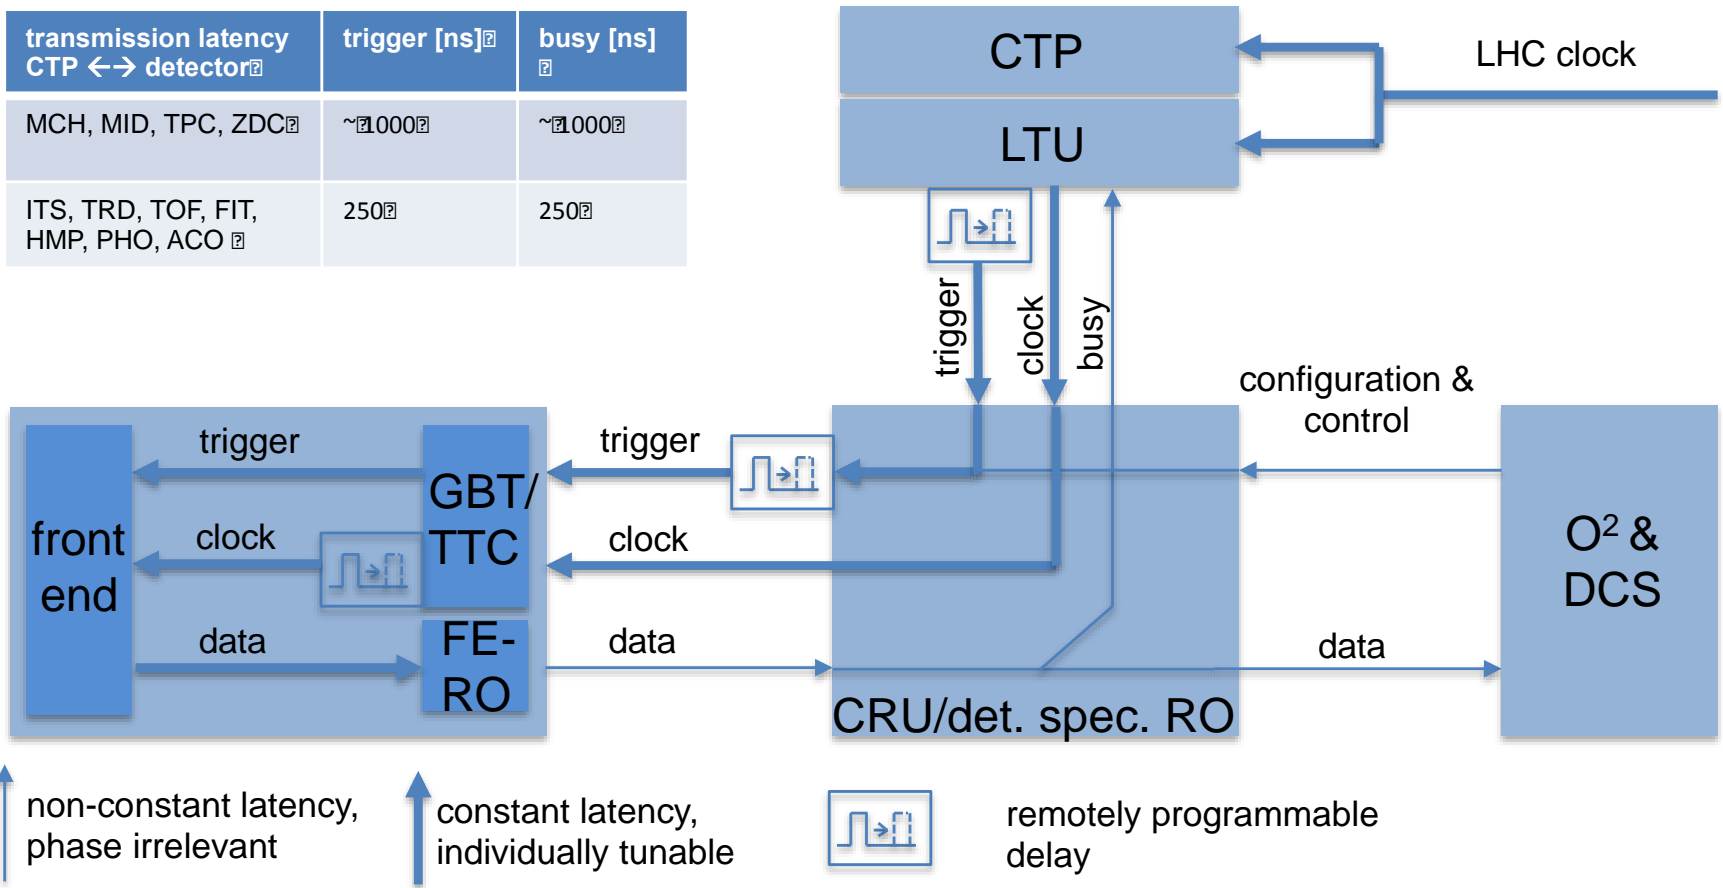 transmission latency
CTP ←→ detector
trigger [ns]
busy [ns]
MCH, MID, TPC, ZDC
~1000
~1000
ITS, TRD, TOF, FIT,
HMP, PHO, ACO
250
250
CTP
LTU
LHC clock
trigger
clock
busy
configuration &
control
trigger
clock
data
front
end
GBT/
TTC
FE-
RO
trigger
clock
data
CRU/det. spec. RO
data
O² &
DCS
non-constant latency,
phase irrelevant
constant latency,
individually tunable
remotely programmable
delay